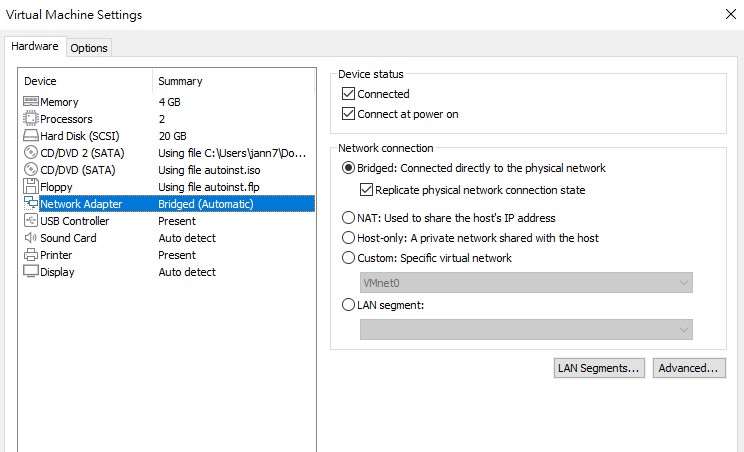 Virtual Machine Settings
Hardware Options
Device Summary
Memory 4 GB
Processors 2
Hard Disk (SCSI) 20 GB
CD/DVD 2 (SATA) Using file C:\Users\jann7\Do...
CD/DVD (SATA) Using file autoinst.iso
Floppy Using file autoinst.flp
Network Adapter Bridged (Automatic)
USB Controller Present
Sound Card Auto detect
Printer Present
Display Auto detect
Device status
Connected
Connect at power on
Network connection
Bridged: Connected directly to the physical network
Replicate physical network connection state
NAT: Used to share the host's IP address
Host-only: A private network shared with the host
Custom: Specific virtual network
VMnet0
LAN segment:
LAN Segments... Advanced...